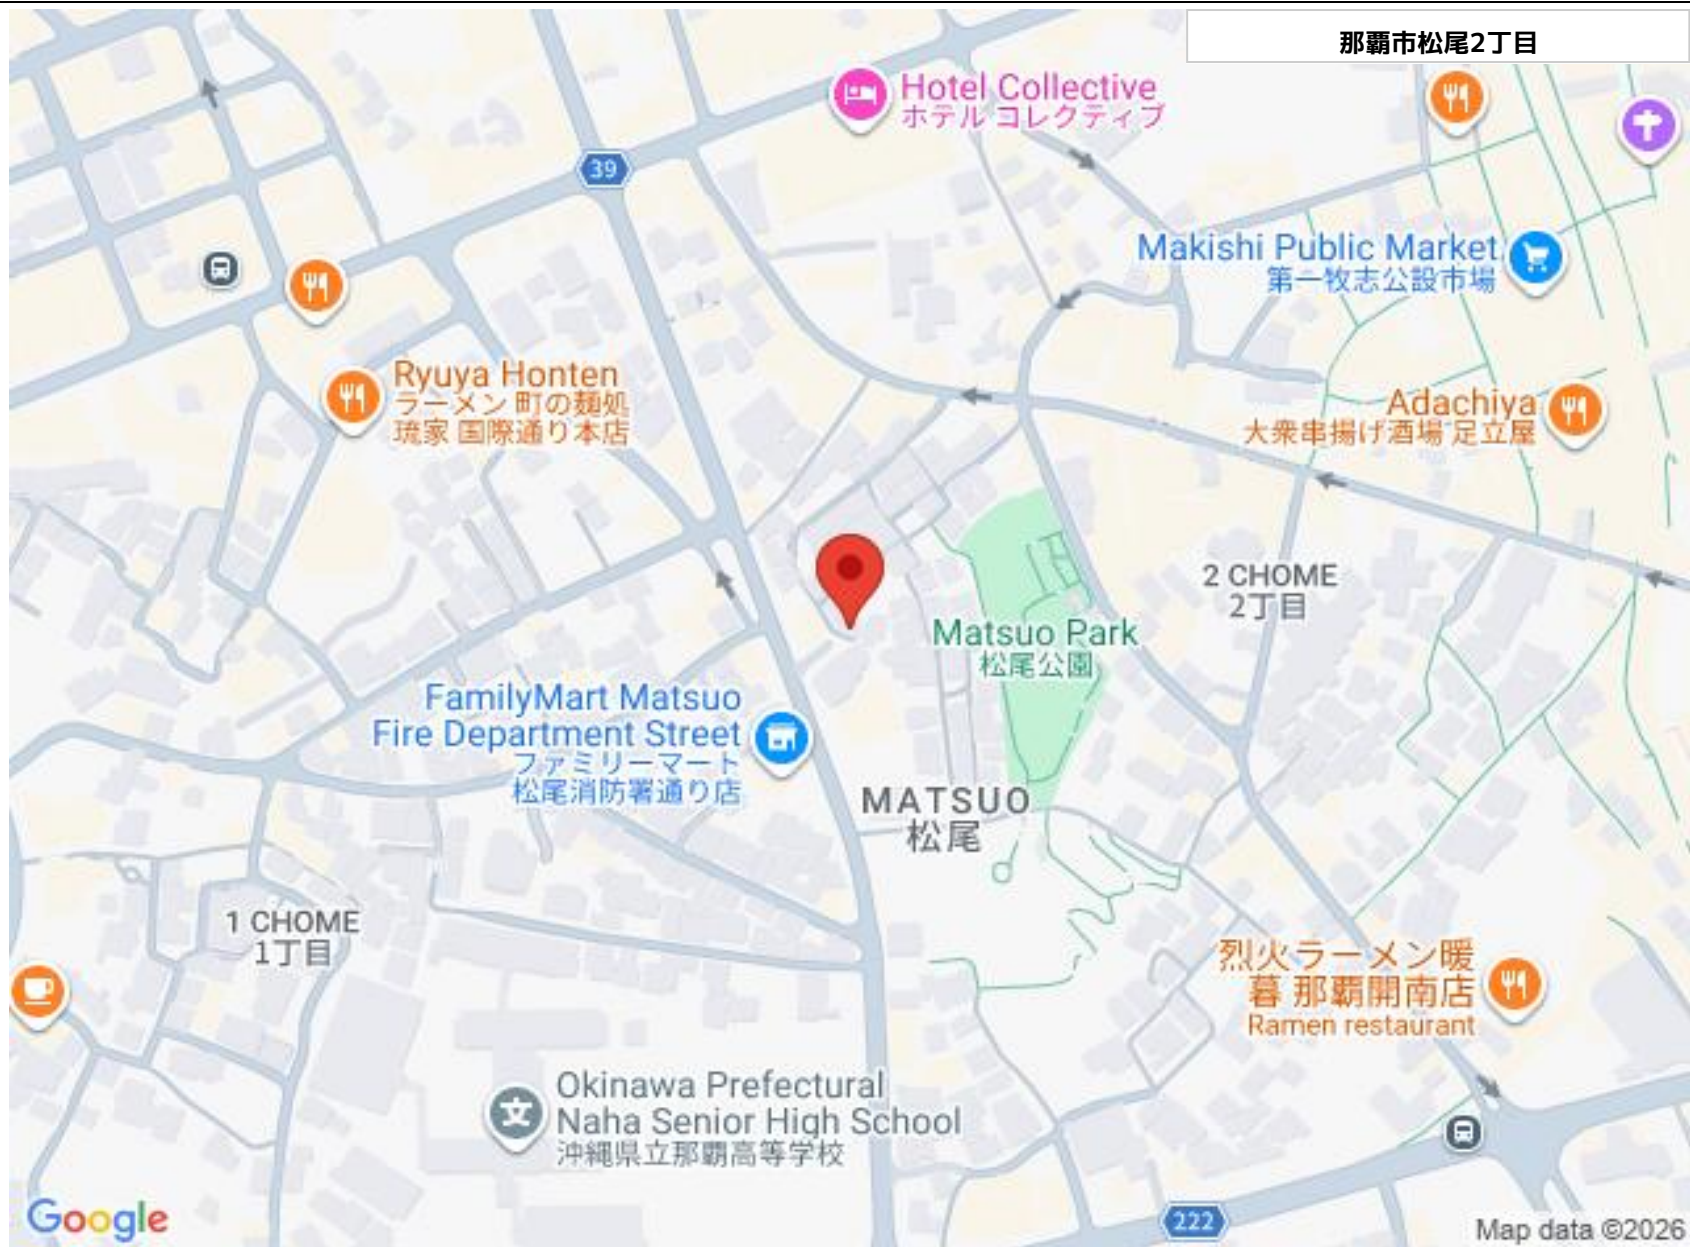 那覇市松尾2丁目
Hotel Collective
ホテル コレクティブ
39
Makishi Public Market
第一牧志公設市場
Ryuya Honten
ラーメン 町の麺処
琉家 国際通り本店
Adachiya
大衆串揚げ酒場 足立屋
2 CHOME
2丁目
Matsuo Park
松尾公園
FamilyMart Matsuo
Fire Department Street
ファミリーマート
松尾消防署通り店
MATSUO
松尾
1 CHOME
1丁目
烈火ラーメン暖
暮 那覇開南店
Ramen restaurant
文
Okinawa Prefectural
Naha Senior High School
沖縄県立那覇高等学校
222
Google
Map data ©2026